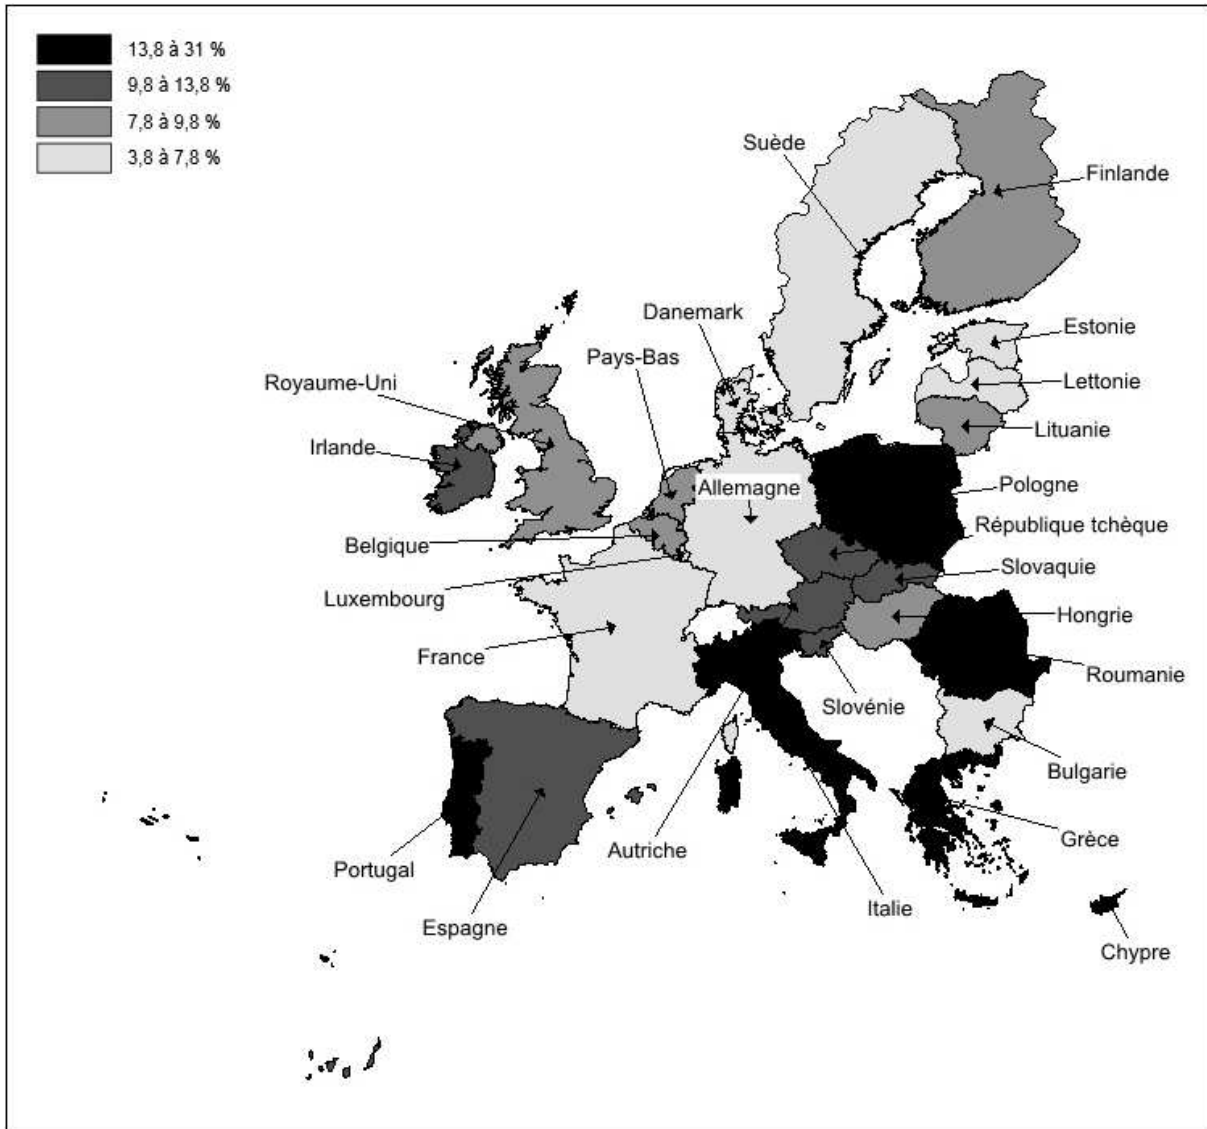 13,8 à 31 %
9,8 à 13,8 %
7,8 à 9,8 %
3,8 à 7,8 %
Suède
Finlande
Danemark
Estonie
Pays-Bas
Royaume-Uni
Lettonie
Lituanie
Irlande
Allemagne
Pologne
République tchèque
Belgique
Slovaquie
Luxembourg
Hongrie
France
Roumanie
Slovénie
Bulgarie
Grèce
Autriche
Portugal
Italie
Espagne
Chypre